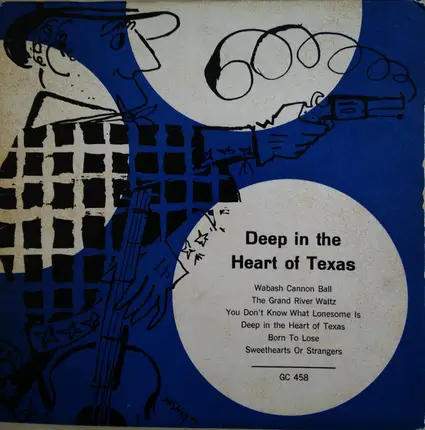 Deep in the
Heart of Texas
Wabash Cannon Ball
The Grand River Waltz
You Don't Know What Lonesome Is
Deep in the Heart of Texas
Born To Lose
Sweethearts Or Strangers
GC 458